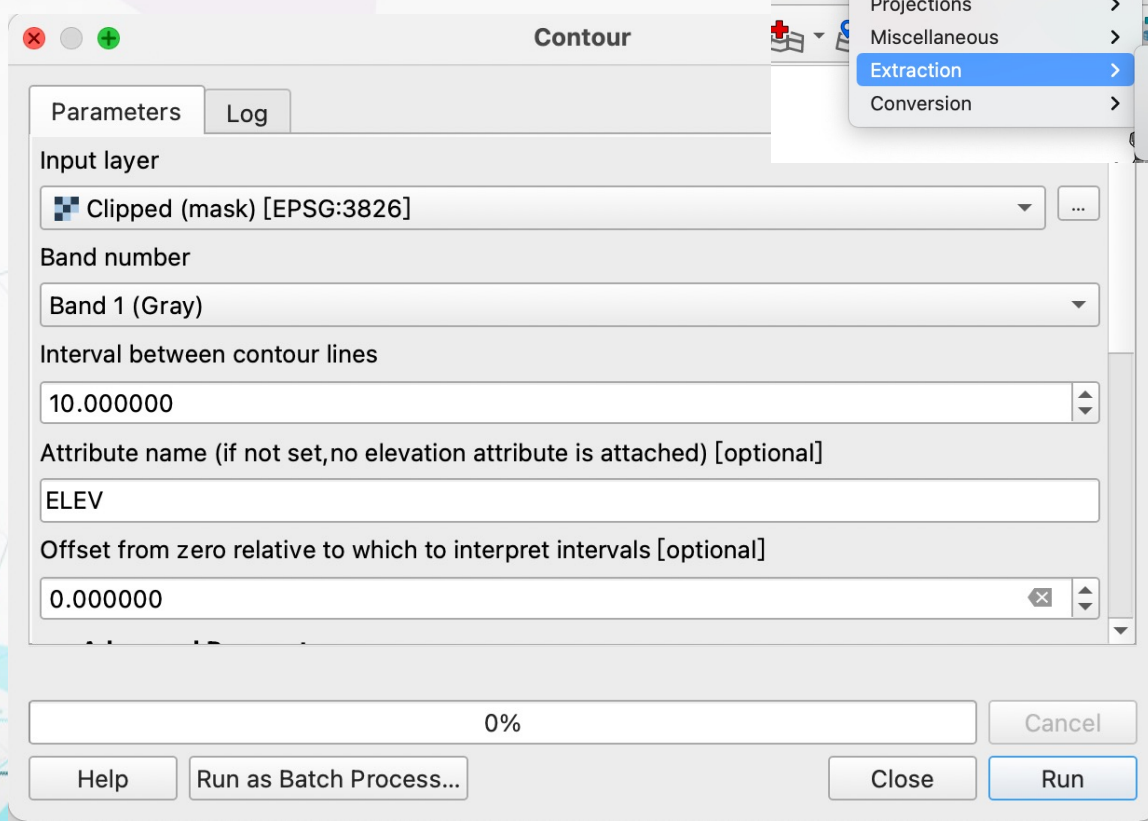 Projections
Miscellaneous
Extraction
Conversion
Contour
Parameters
Log
Input layer
Clipped (mask) [EPSG:3826]
...
Band number
Band 1 (Gray)
Interval between contour lines
10.000000
Attribute name (if not set,no elevation attribute is attached) [optional]
ELEV
Offset from zero relative to which to interpret intervals [optional]
0.000000
0%
Cancel
Help
Run as Batch Process...
Close
Run